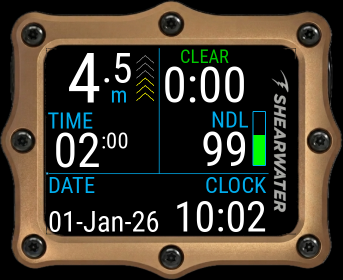 CLEAR
4.5 m
0:00
TIME
02:00
NDL
99
DATE
01-Jan-26
CLOCK
10:02
SHEARWATER